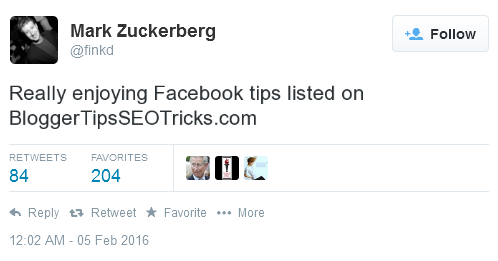 Mark Zuckerberg
@finkd
Follow
Really enjoying Facebook tips listed on
BloggerTipsSEOTricks.com
RETWEETS FAVORITES
84 204
Reply Retweet Favorite More
12:02 AM - 05 Feb 2016